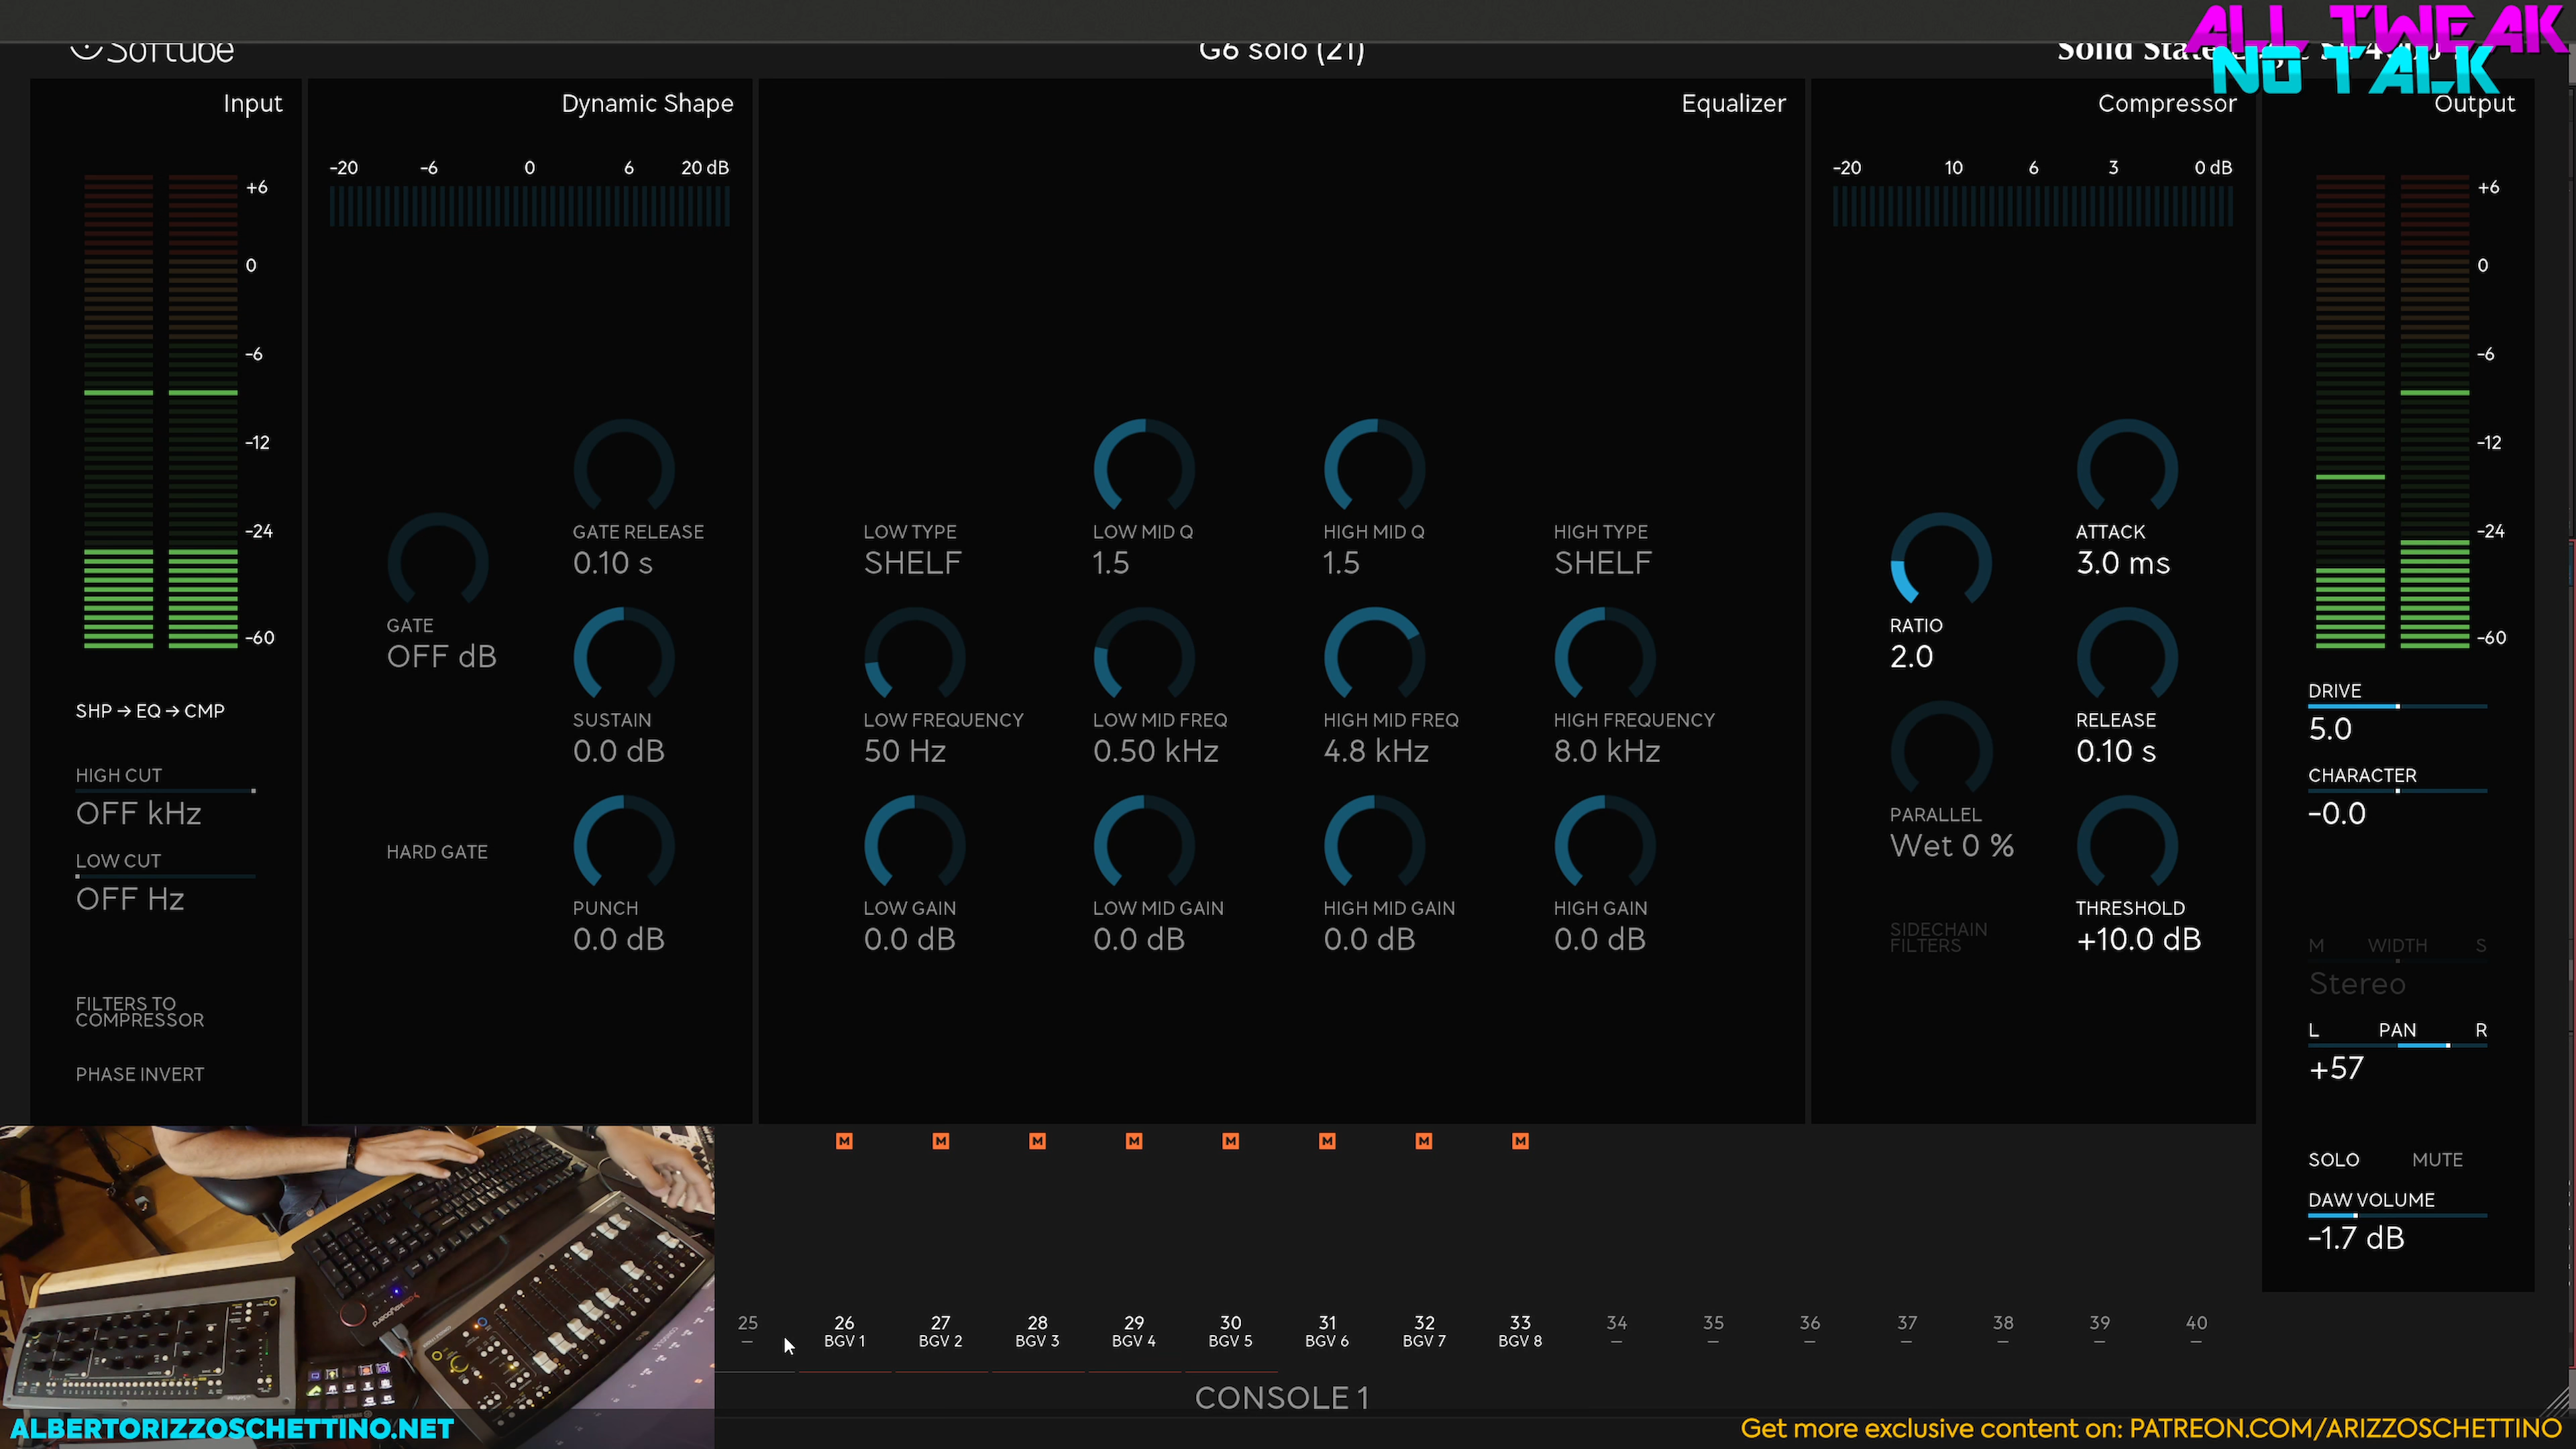 ALL TWEAK
NO TALK
Softube
G6 solo (21)
Solid State
Input
Dynamic Shape
Equalizer
Compressor
Output
-20 -6 0 6 20 dB
-20 10 6 3 0 dB
+6
0
-6
-12
-24
-60
+6
0
-6
-12
-24
-60
SHP → EQ → CMP
HIGH CUT
OFF kHz
LOW CUT
OFF Hz
FILTERS TO
COMPRESSOR
PHASE INVERT
GATE
OFF dB
HARD GATE
GATE RELEASE
0.10 s
SUSTAIN
0.0 dB
PUNCH
0.0 dB
LOW TYPE
SHELF
LOW MID Q
1.5
HIGH MID Q
1.5
HIGH TYPE
SHELF
LOW FREQUENCY
50 Hz
LOW MID FREQ
0.50 kHz
HIGH MID FREQ
4.8 kHz
HIGH FREQUENCY
8.0 kHz
LOW GAIN
0.0 dB
LOW MID GAIN
0.0 dB
HIGH MID GAIN
0.0 dB
HIGH GAIN
0.0 dB
RATIO
2.0
PARALLEL
Wet 0 %
SIDECHAIN
FILTERS
ATTACK
3.0 ms
RELEASE
0.10 s
THRESHOLD
+10.0 dB
DRIVE
5.0
CHARACTER
-0.0
M WIDTH S
Stereo
L PAN R
+57
SOLO MUTE
DAW VOLUME
-1.7 dB
M M M M M M M M
25 26 27 28 29 30 31 32 33 34 35 36 37 38 39 40
— BGV 1 BGV 2 BGV 3 BGV 4 BGV 5 BGV 6 BGV 7 BGV 8 — — — — — — —
CONSOLE 1
ALBERTORIZZOSCHETTINO.NET
Get more exclusive content on: PATREON.COM/ARIZZOSCHETTINO